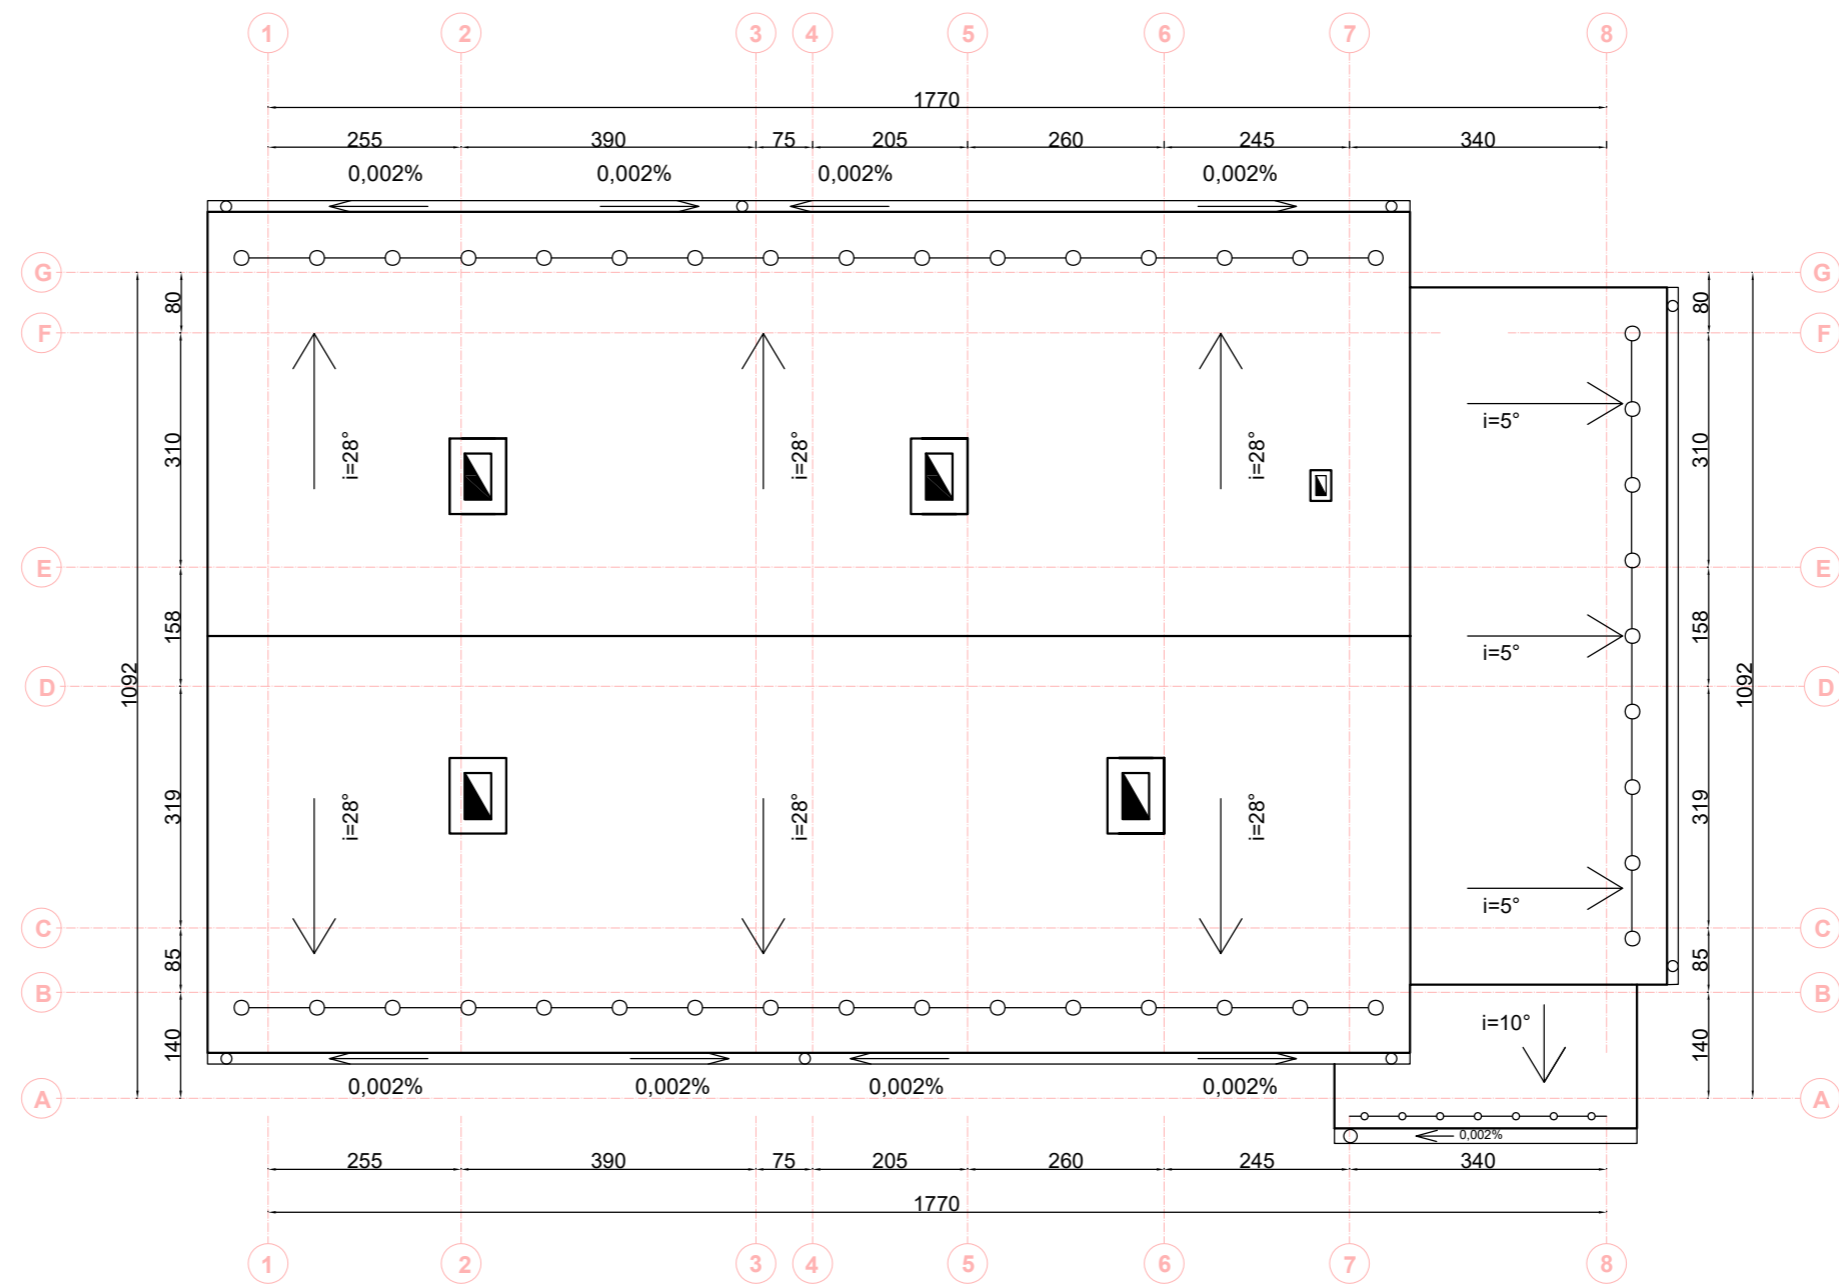 1 2 3 4 5 6 7 8
1770
255 390 75 205 260 245 340
0,002% 0,002% 0,002% 0,002%
G G
80 80
F F
i=5°
310 i=28° i=28° i=28° 310
E E
158 158
i=5°
1092 1092
D D
319 i=28° i=28° i=28° 319
i=5°
C C
85 85
B B
i=10°
140 140
0,002% 0,002% 0,002% 0,002%
A A
0,002%
255 390 75 205 260 245 340
1770
1 2 3 4 5 6 7 8